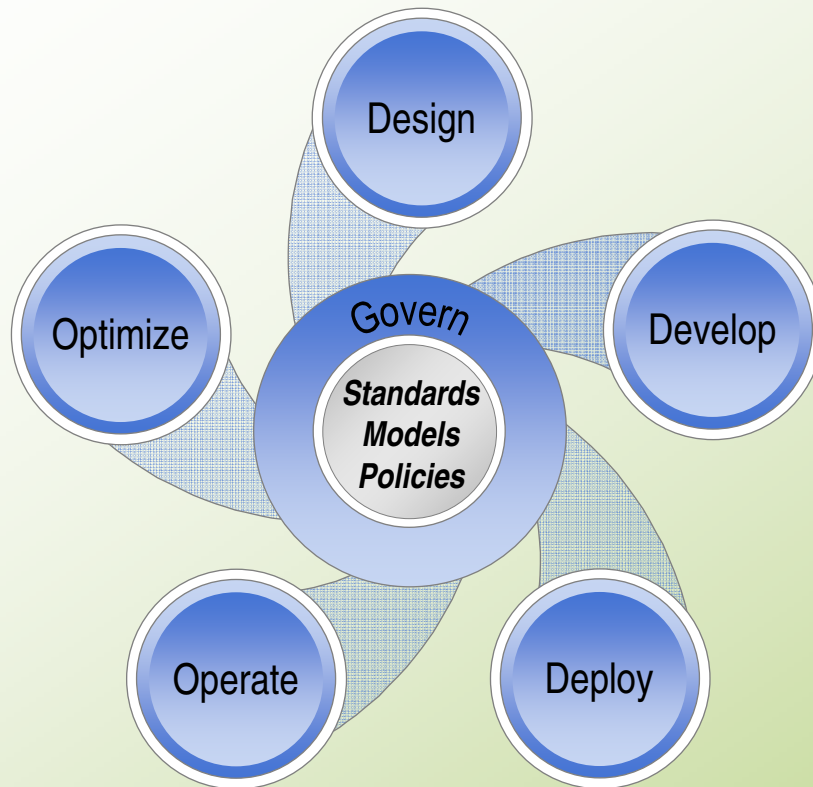 Design
Develop
Optimize
Govern
Standards
Models
Policies
Operate
Deploy